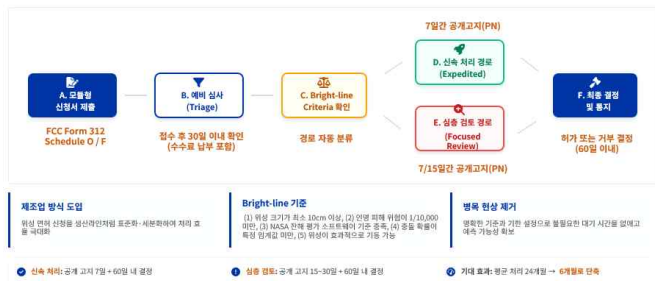 7일간 공개고지(PN)
A. 모듈형
신청서 제출
FCC Form 312
Schedule O / F
B. 예비 심사
(Triage)
접수 후 30일 이내 확인
(수수료 납부 포함)
C. Bright-line
Criteria 확인
경로 자동 분류
D. 신속 처리 경로
(Expedited)
E. 심층 검토 경로
(Focused
Review)
7/15일간 공개고지(PN)
F. 최종 결정
및 통지
허가 또는 거부 결정
(60일 이내)
제조업 방식 도입
위성 면허 신청을 생산라인처럼 표준화·세분화하여 처리 효
율 극대화
Bright-line 기준
(1) 위성 크기가 최소 10cm 이상, (2) 인명 피해 위험이 1/10,000
미만, (3) NASA 잔해 평가 소프트웨어 기준 충족, (4) 충돌 확률이
특정 임계값 미만, (5) 위성이 효과적으로 기동 가능
병목 현상 제거
명확한 기준과 기한 설정으로 불필요한 대기 시간을 없애고
예측 가능성 확보
신속 처리: 공개 고지 7일 + 60일 내 결정
심층 검토: 공개 고지 15~30일 + 60일 내 결정
기대 효과: 평균 처리 24개월 → 6개월로 단축